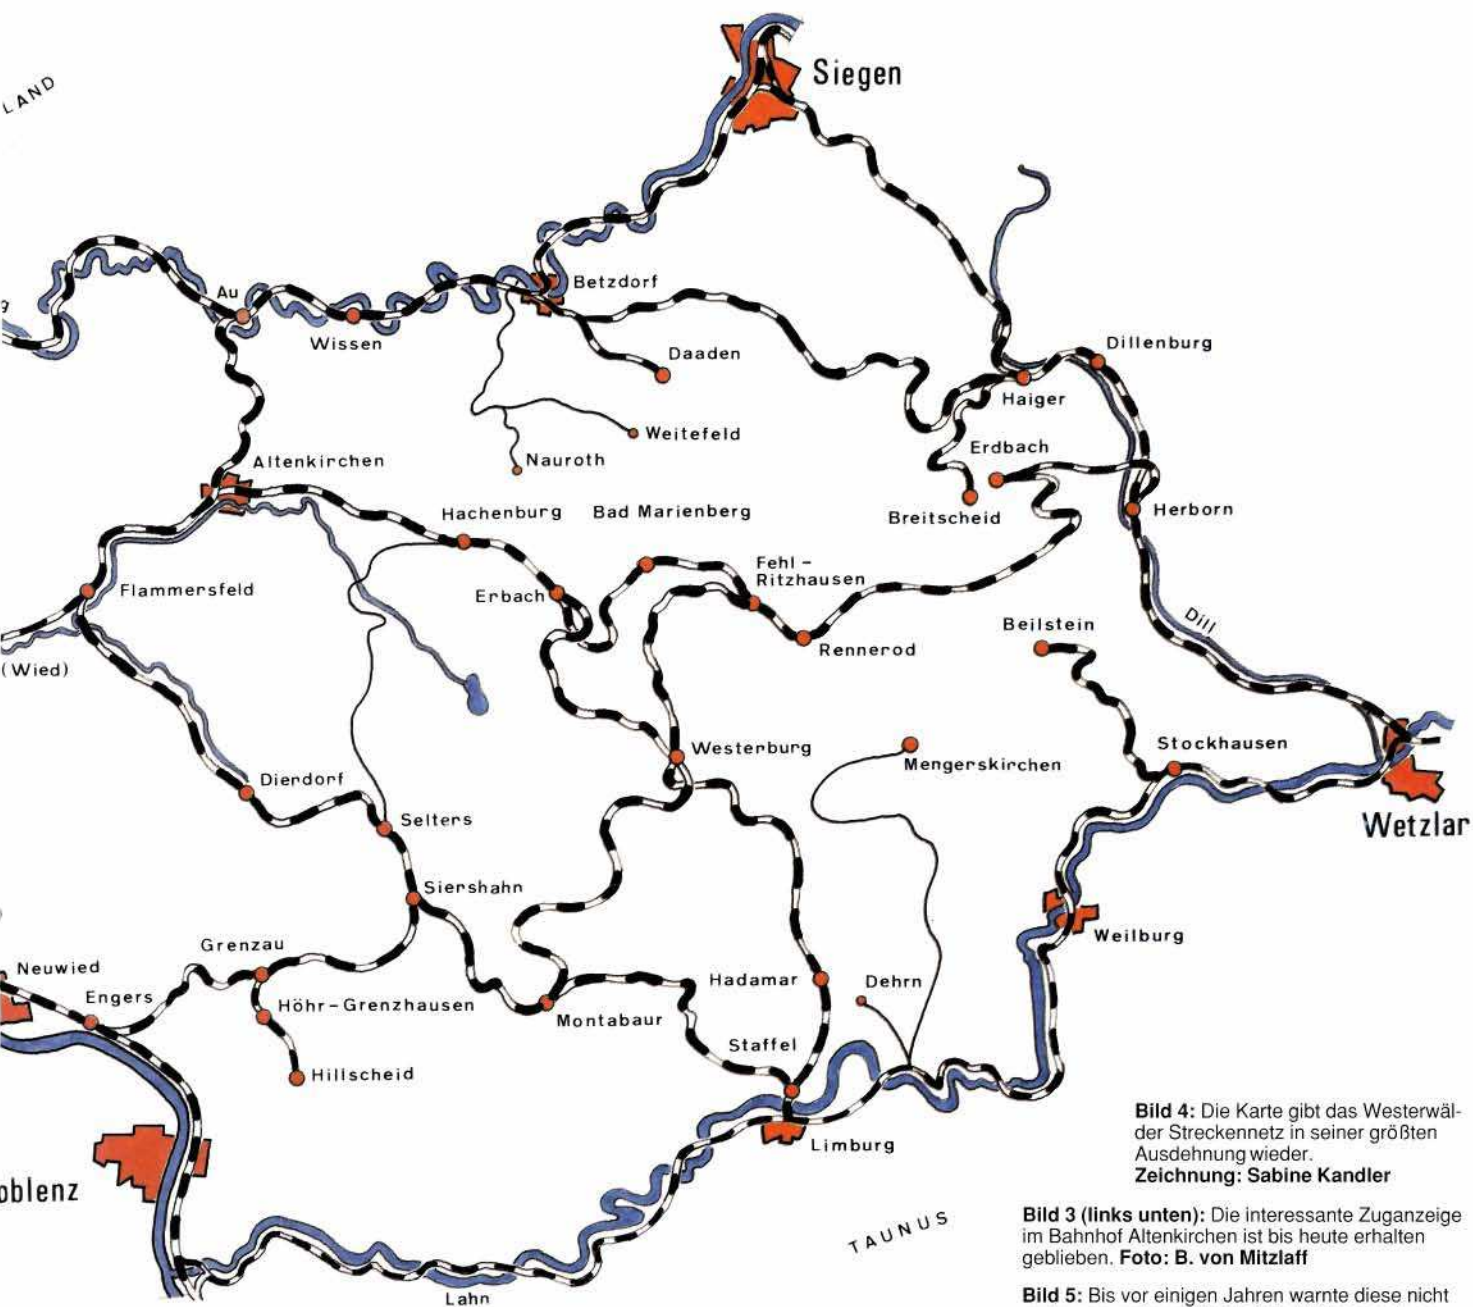 LAND
Siegen
Au
Wissen
Betzdorf
Daaden
Dillenburg
Haiger
Weitefeld
Nauroth
Erdbach
Altenkirchen
Breitscheid
Herborn
Hachenburg
Bad Marienberg
Fehl-
Ritzhausen
Flammersfeld
Erbach
Rennerod
Beilstein
Dill
(Wied)
Westerburg
Stockhausen
Mengerskirchen
Dierdorf
Selters
Wetzlar
Siershahn
Weilburg
Grenzau
Neuwied
Engers
Höhr-Grenzhausen
Hadamar
Dehrn
Montabaur
Staffel
Hillscheid
Limburg
oblenz
TAUNUS
Lahn
Bild 4: Die Karte gibt das Westerwäl-
der Streckennetz in seiner größten
Ausdehnung wieder.
Zeichnung: Sabine Kandler
Bild 3 (links unten): Die interessante Zuganzeige
im Bahnhof Altenkirchen ist bis heute erhalten
geblieben. Foto: B. von Mitzlaff
Bild 5: Bis vor einigen Jahren warnte diese nicht